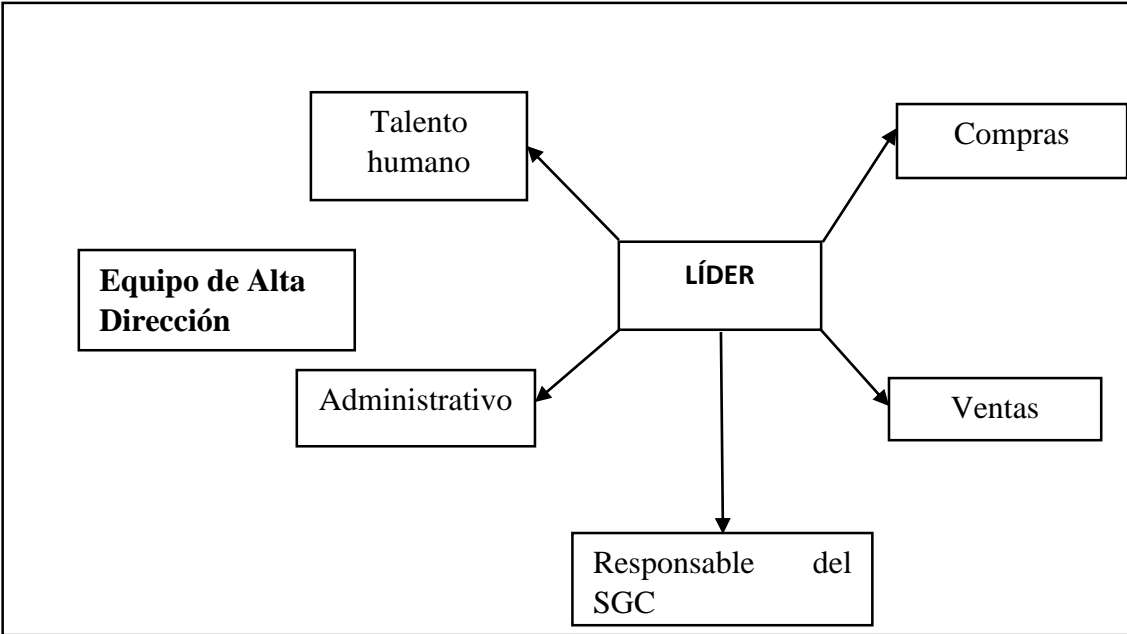 Talento
humano
Compras
LÍDER
Equipo de Alta
Dirección
Administrativo
Ventas
Responsable del
SGC